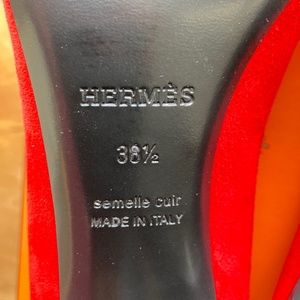 HERMÈS
38½
semelle cuir
MADE IN ITALY